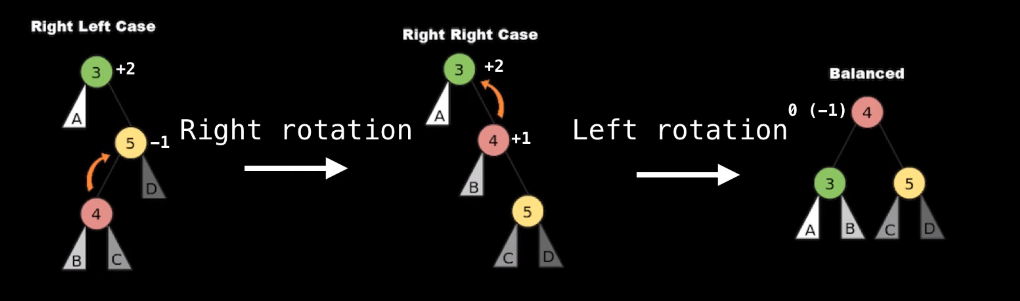 Right Left Case
3 +2
A
5 -1
D
4
B C
Right rotation
Right Right Case
3 +2
A
4 +1
B
5
C D
Left rotation
Balanced
0 (-1) 4
3 5
A B C D